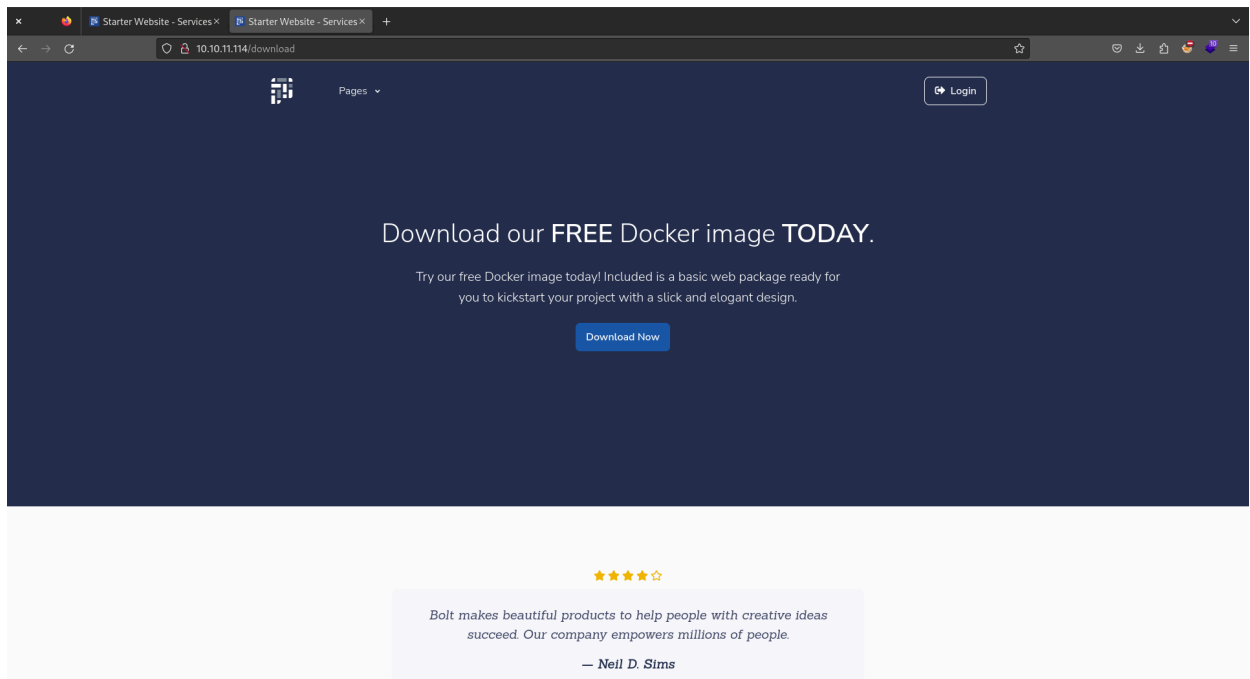 Starter Website - Services
Starter Website - Services
10.10.11.114/download
10
Pages
Login
Download our FREE Docker image TODAY.
Try our free Docker image today! Included is a basic web package ready for
you to kickstart your project with a slick and elogant design.
Download Now
Bolt makes beautiful products to help people with creative ideas
succeed. Our company empowers millions of people.
— Neil D. Sims